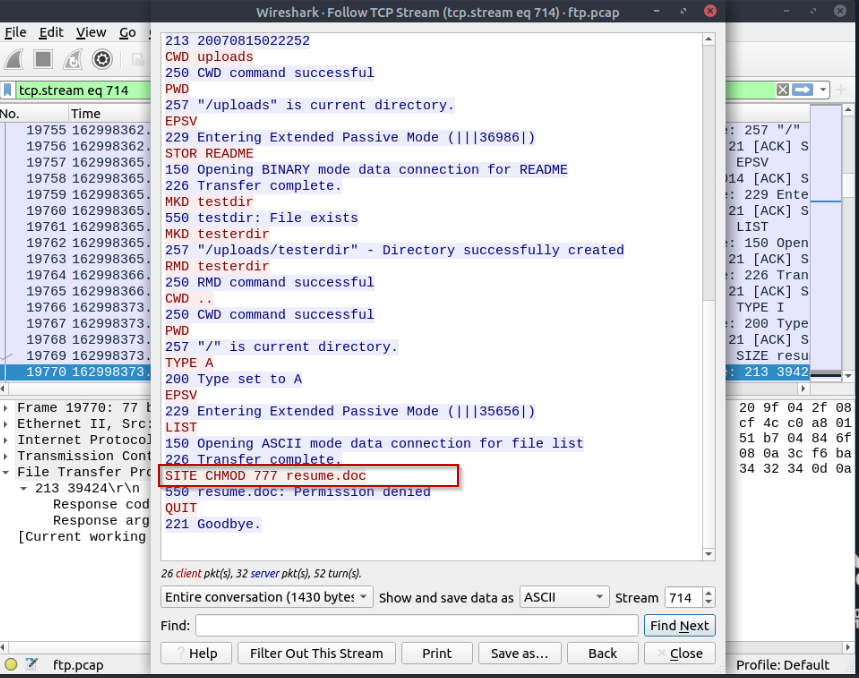 Wireshark · Follow TCP Stream (tcp.stream eq 714) · ftp.pcap
File Edit View Go
tcp.stream eq 714
No. Time
19755 162998362.
19756 162998362.
19757 162998365.
19758 162998365.
19759 162998365.
19760 162998365.
19761 162998365.
19762 162998365.
19763 162998365.
19764 162998366.
19765 162998366.
19766 162998373.
19767 162998373.
19768 162998373.
19769 162998373.
19770 162998373.
213 20070815022252
CWD uploads
250 CWD command successful
PWD
257 "/uploads" is current directory.
EPSV
229 Entering Extended Passive Mode (|||36986|)
STOR README
150 Opening BINARY mode data connection for README
226 Transfer complete.
MKD testdir
550 testdir: File exists
MKD testerdir
257 "/uploads/testerdir" - Directory successfully created
RMD testerdir
250 RMD command successful
CWD ..
250 CWD command successful
PWD
257 "/" is current directory.
TYPE A
200 Type set to A
EPSV
229 Entering Extended Passive Mode (|||35656|)
LIST
150 Opening ASCII mode data connection for file list
226 Transfer complete.
SITE CHMOD 777 resume.doc
550 resume.doc: Permission denied
QUIT
221 Goodbye.
: 257 "/"
21 [ACK] S
EPSV
014 [ACK] S
: 229 Ente
21 [ACK] S
LIST
: 150 Open
21 [ACK] S
: 226 Tran
21 [ACK] S
TYPE I
: 200 Type
21 [ACK] S
SIZE resu
: 213 39424
Frame 19770: 77 b
Ethernet II, Src:
Internet Protoco
Transmission Cont
File Transfer Pro
213 39424\r\n
Response cod
Response arg
[Current working
20 9f 04 2f 08
cf 4c c0 a8 01
51 b7 04 84 6f
08 0a 3c f6 ba
34 32 34 0d 0a
26 client pkt(s), 32 server pkt(s), 52 turn(s).
Entire conversation (1430 bytes Show and save data as ASCII Stream 714
Find: Find Next
Help Filter Out This Stream Print Save as… Back Close
ftp.pcap
Profile: Default